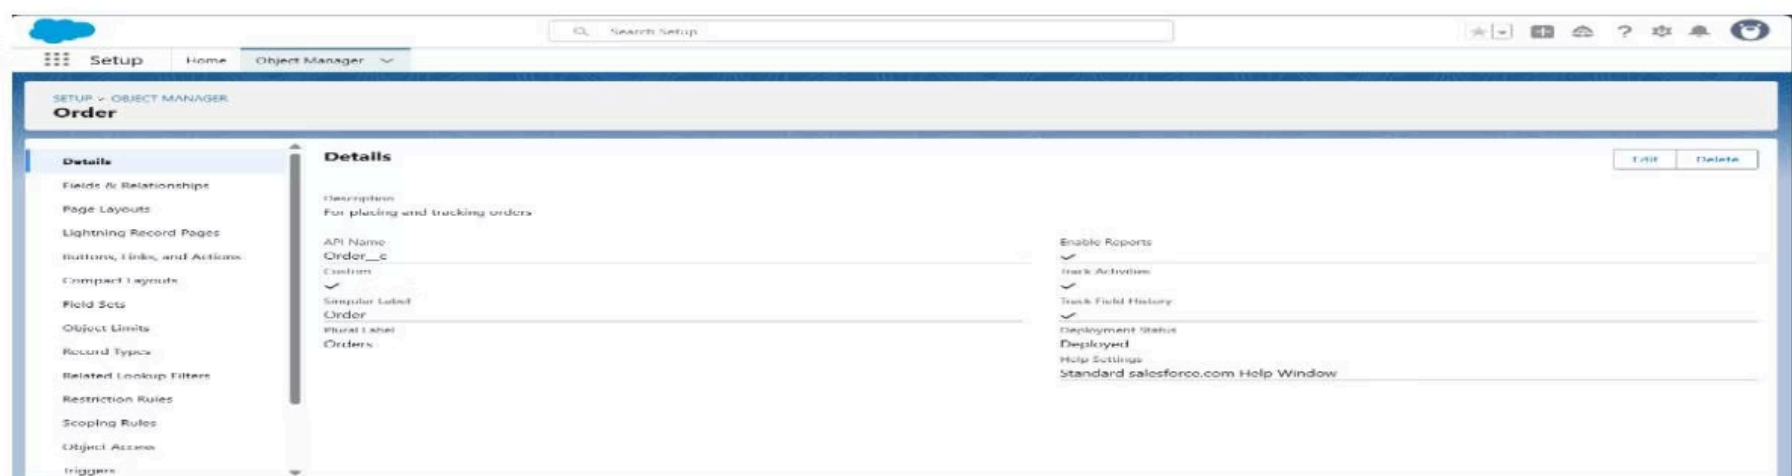 Search Setup
Setup
Home
Object Manager
SETUP > OBJECT MANAGER
Order
Details
Fields & Relationships
Page Layouts
Lightning Record Pages
Buttons, Links, and Actions
Compact Layouts
Field Sets
Object Limits
Record Types
Related Lookup Filters
Restriction Rules
Scoping Rules
Object Access
Triggers
Details
Edit
Delete
Description
For placing and tracking orders
API Name
Order__c
Custom
Singular Label
Order
Plural Label
Orders
Enable Reports
Track Activities
Track Field History
Deployment Status
Deployed
Help Settings
Standard salesforce.com Help Window